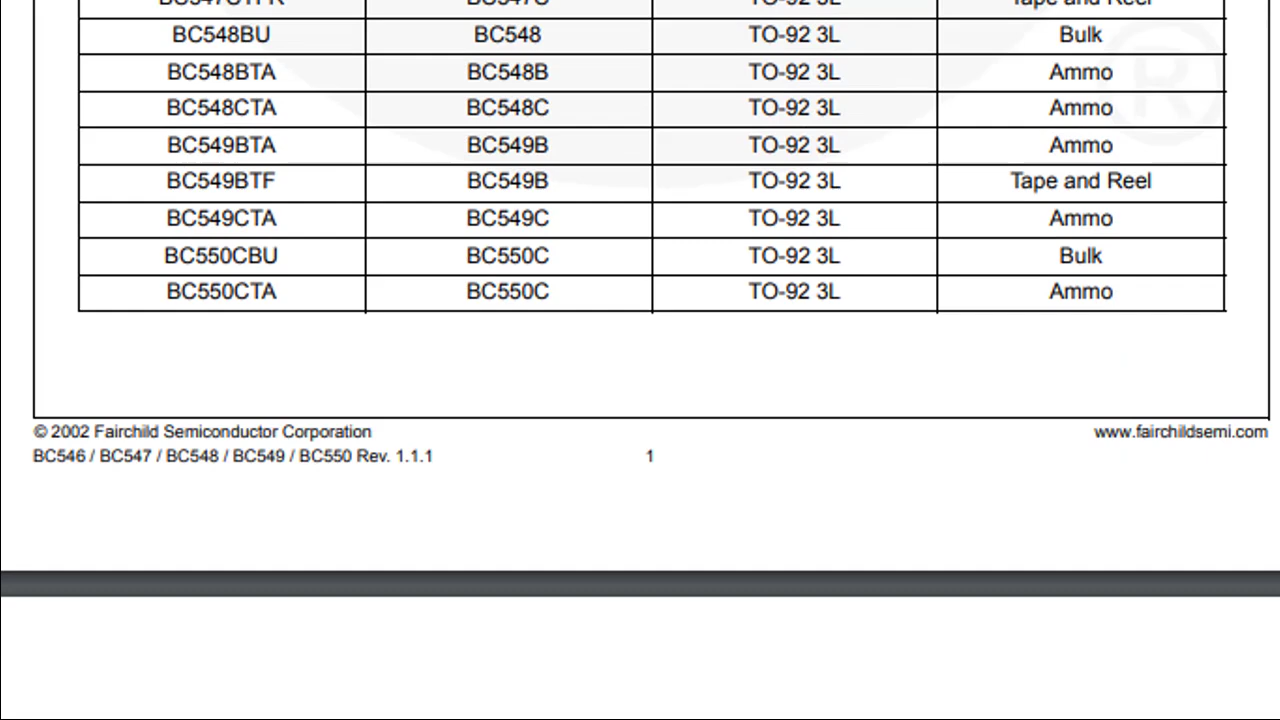 BC548BU BC548 TO-92 3L Bulk
BC548BTA BC548B TO-92 3L Ammo
BC548CTA BC548C TO-92 3L Ammo
BC549BTA BC549B TO-92 3L Ammo
BC549BTF BC549B TO-92 3L Tape and Reel
BC549CTA BC549C TO-92 3L Ammo
BC550CBU BC550C TO-92 3L Bulk
BC550CTA BC550C TO-92 3L Ammo
© 2002 Fairchild Semiconductor Corporation www.fairchildsemi.com
BC546 / BC547 / BC548 / BC549 / BC550 Rev. 1.1.1 1